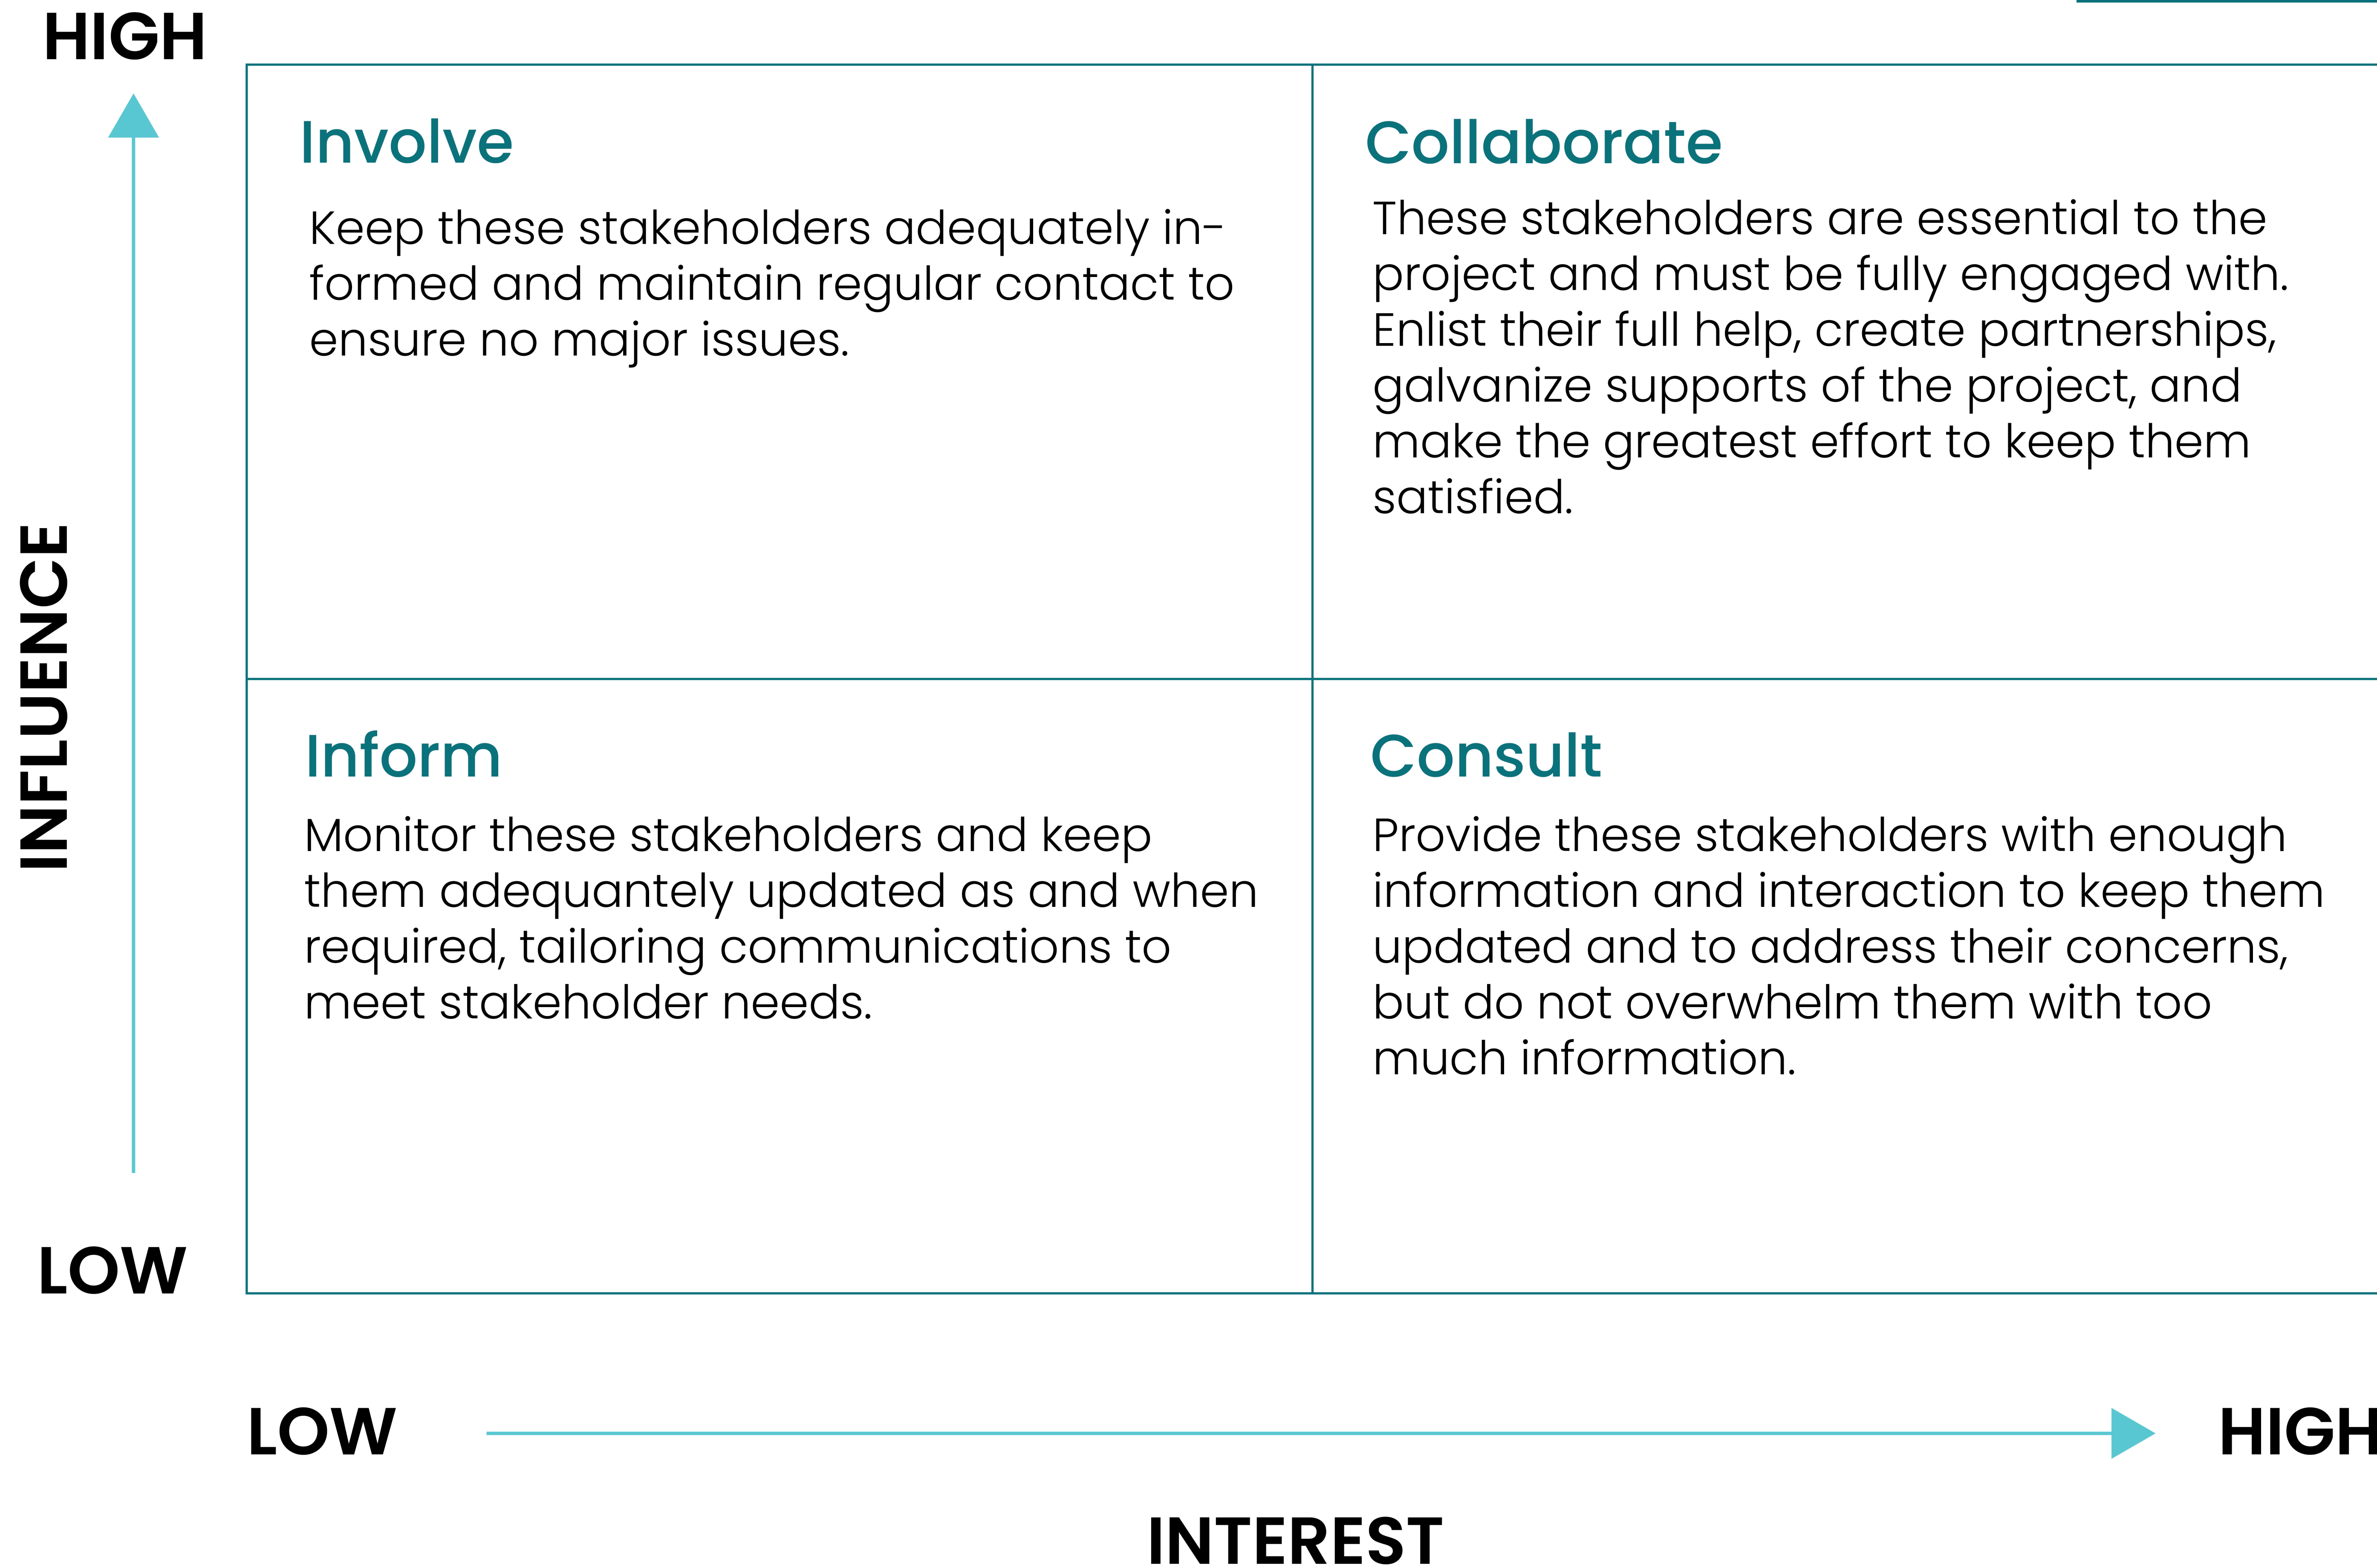 HIGH
Involve
Keep these stakeholders adequately in-
formed and maintain regular contact to
ensure no major issues.
Collaborate
These stakeholders are essential to the
project and must be fully engaged with.
Enlist their full help, create partnerships,
galvanize supports of the project, and
make the greatest effort to keep them
satisfied.
INFLUENCE
Inform
Monitor these stakeholders and keep
them adequantely updated as and when
required, tailoring communications to
meet stakeholder needs.
Consult
Provide these stakeholders with enough
information and interaction to keep them
updated and to address their concerns,
but do not overwhelm them with too
much information.
LOW
LOW
HIGH
INTEREST